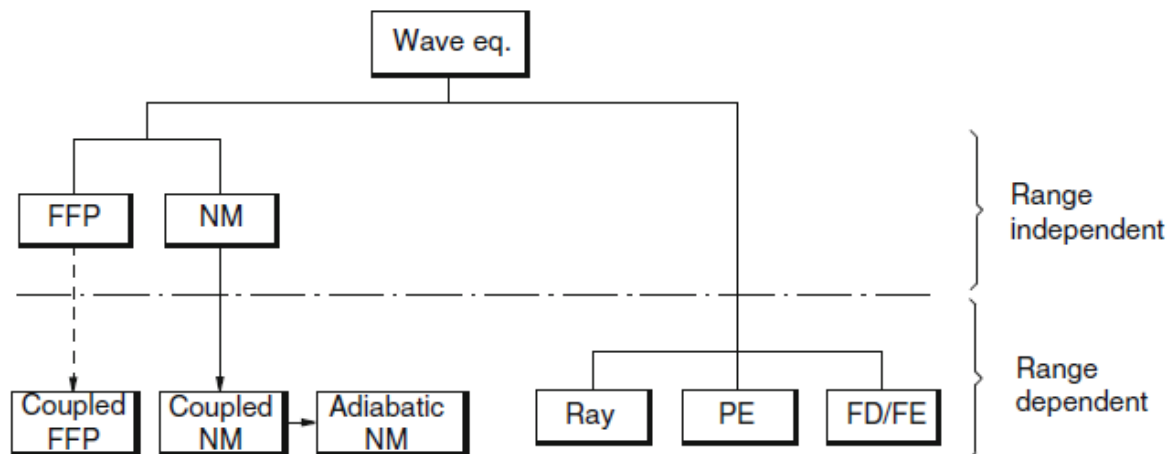 Wave eq.
FFP
NM
Range
independent
Coupled
FFP
Coupled
NM
Adiabatic
NM
Ray
PE
FD/FE
Range
dependent